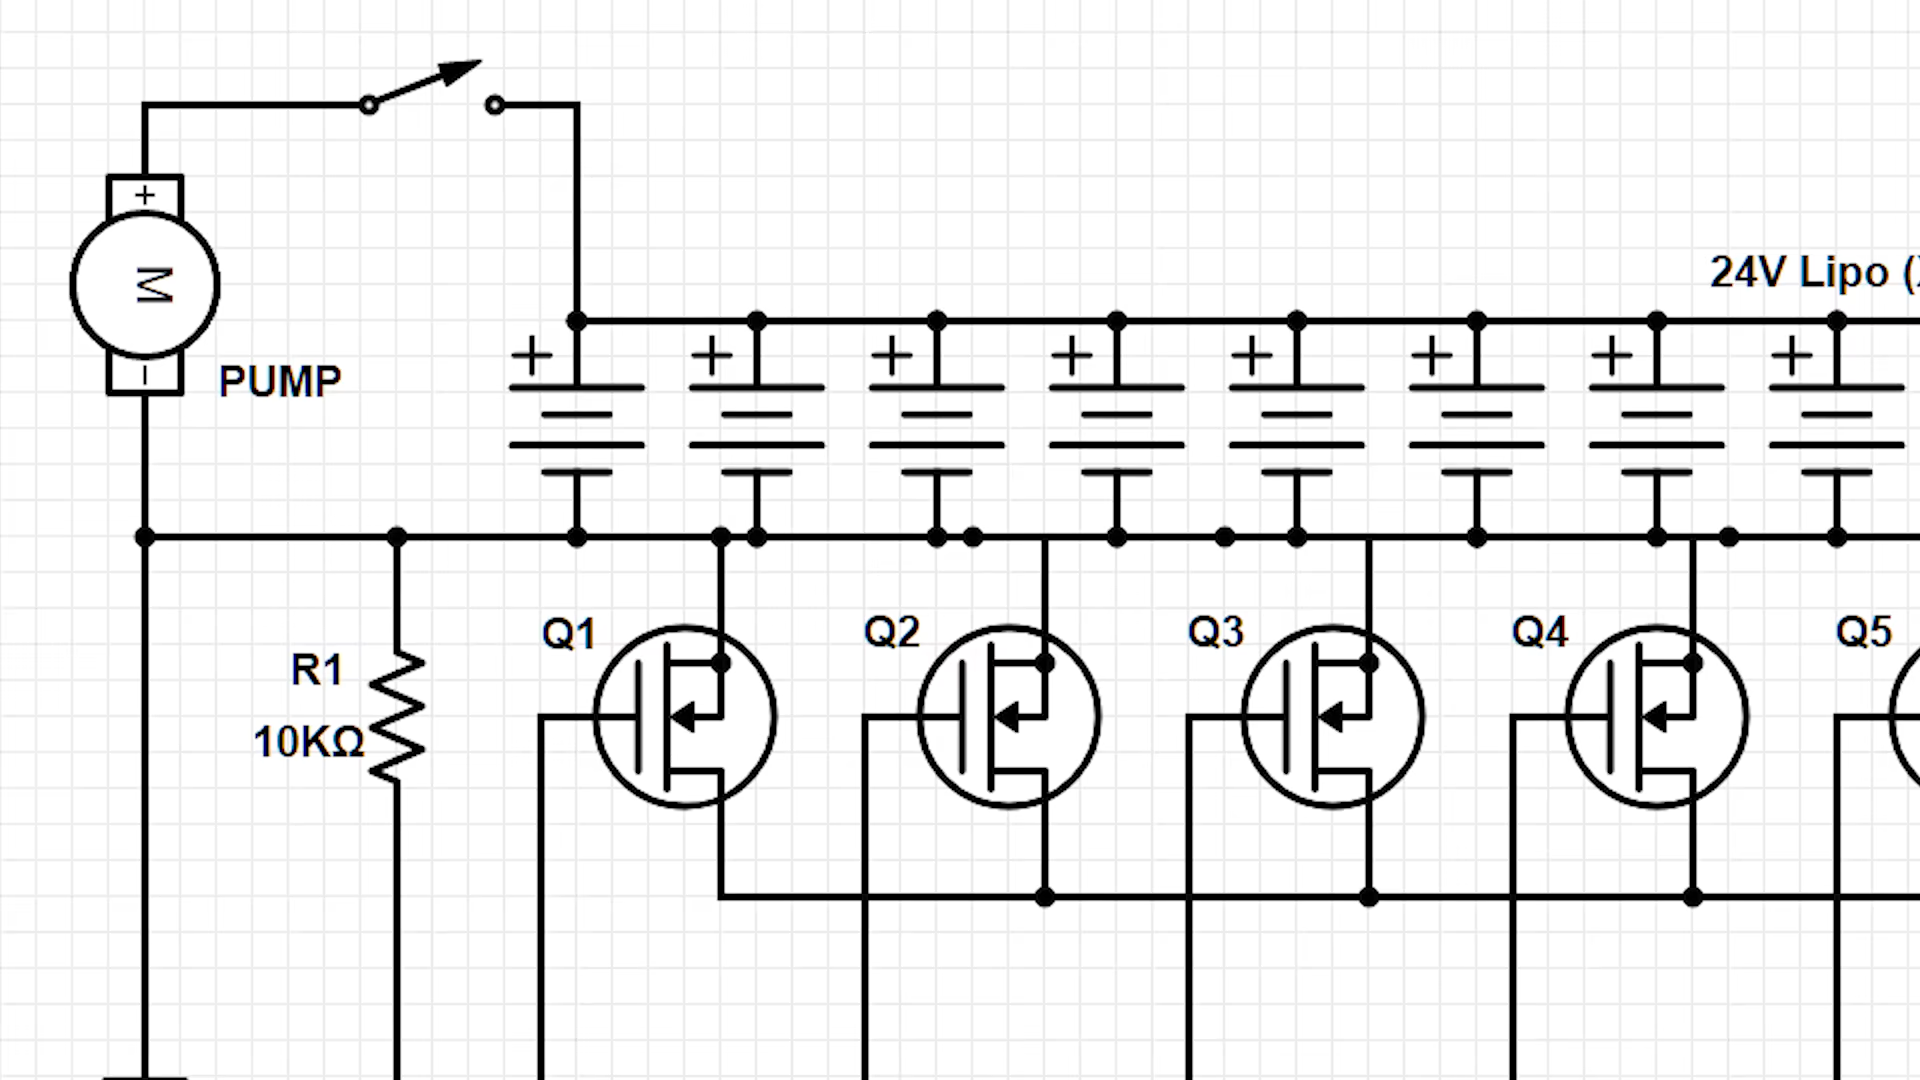 +
M
-
PUMP
24V Lipo (
+ + + + + + + +
Q1 Q2 Q3 Q4 Q5
R1
10KΩ